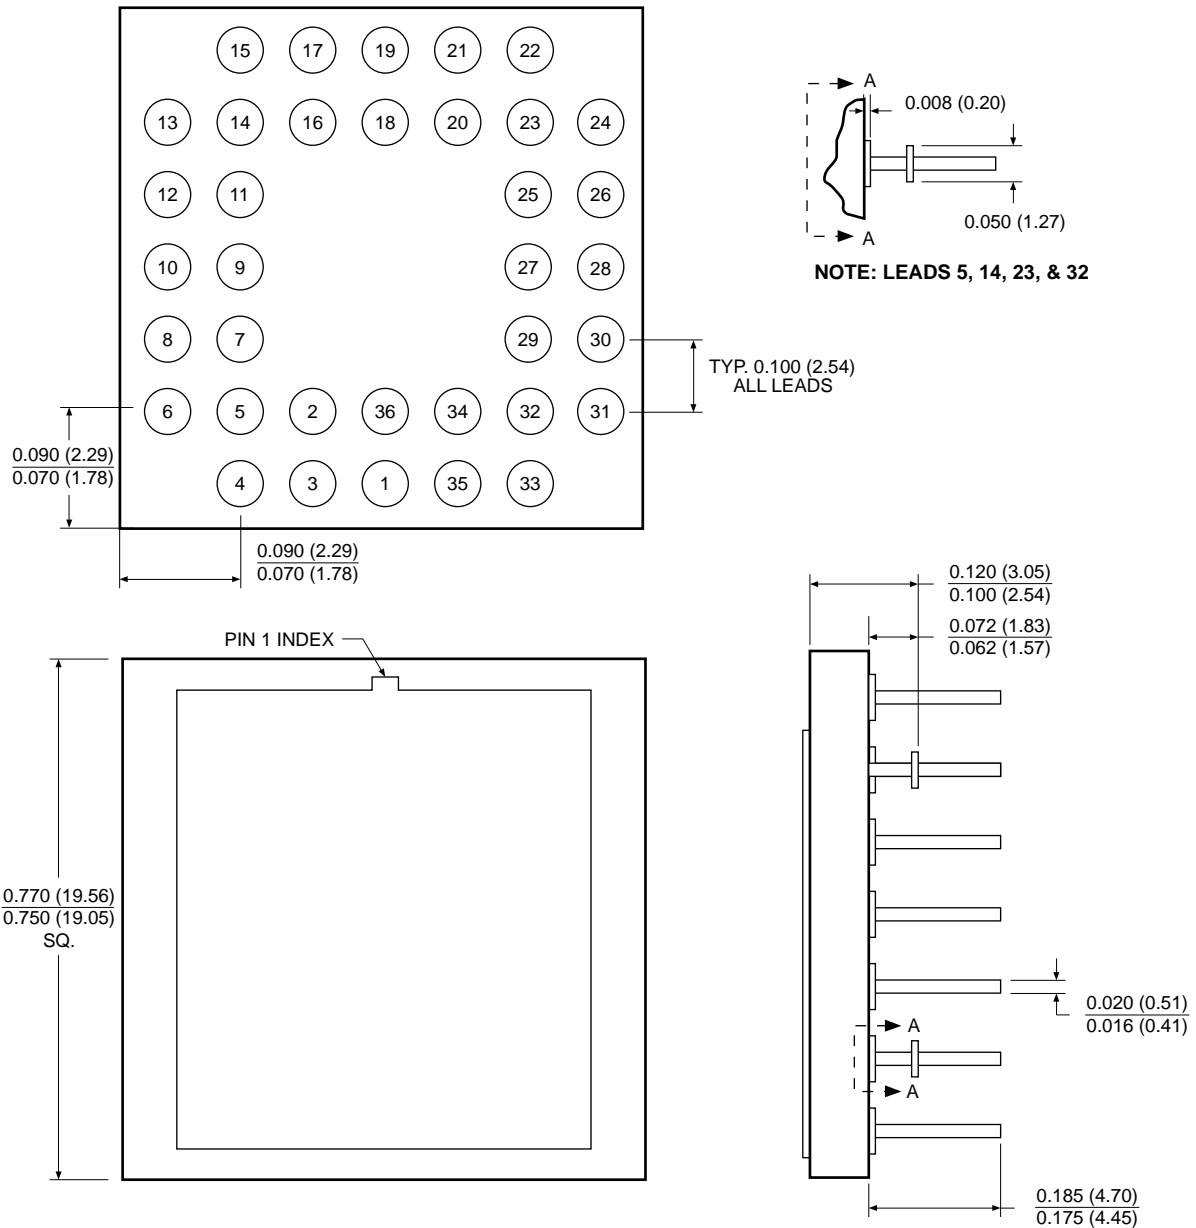 15 17 19 21 22
A
0.008 (0.20)
13 14 16 18 20 23 24
12 11 25 26
0.050 (1.27)
A
10 9 27 28
NOTE: LEADS 5, 14, 23, & 32
8 7 29 30
TYP. 0.100 (2.54)
ALL LEADS
6 5 2 36 34 32 31
0.090 (2.29)
0.070 (1.78)
4 3 1 35 33
0.090 (2.29)
0.070 (1.78)
0.120 (3.05)
0.100 (2.54)
0.072 (1.83)
0.062 (1.57)
PIN 1 INDEX
0.770 (19.56)
0.750 (19.05)
SQ.
0.020 (0.51)
0.016 (0.41)
A
A
0.185 (4.70)
0.175 (4.45)